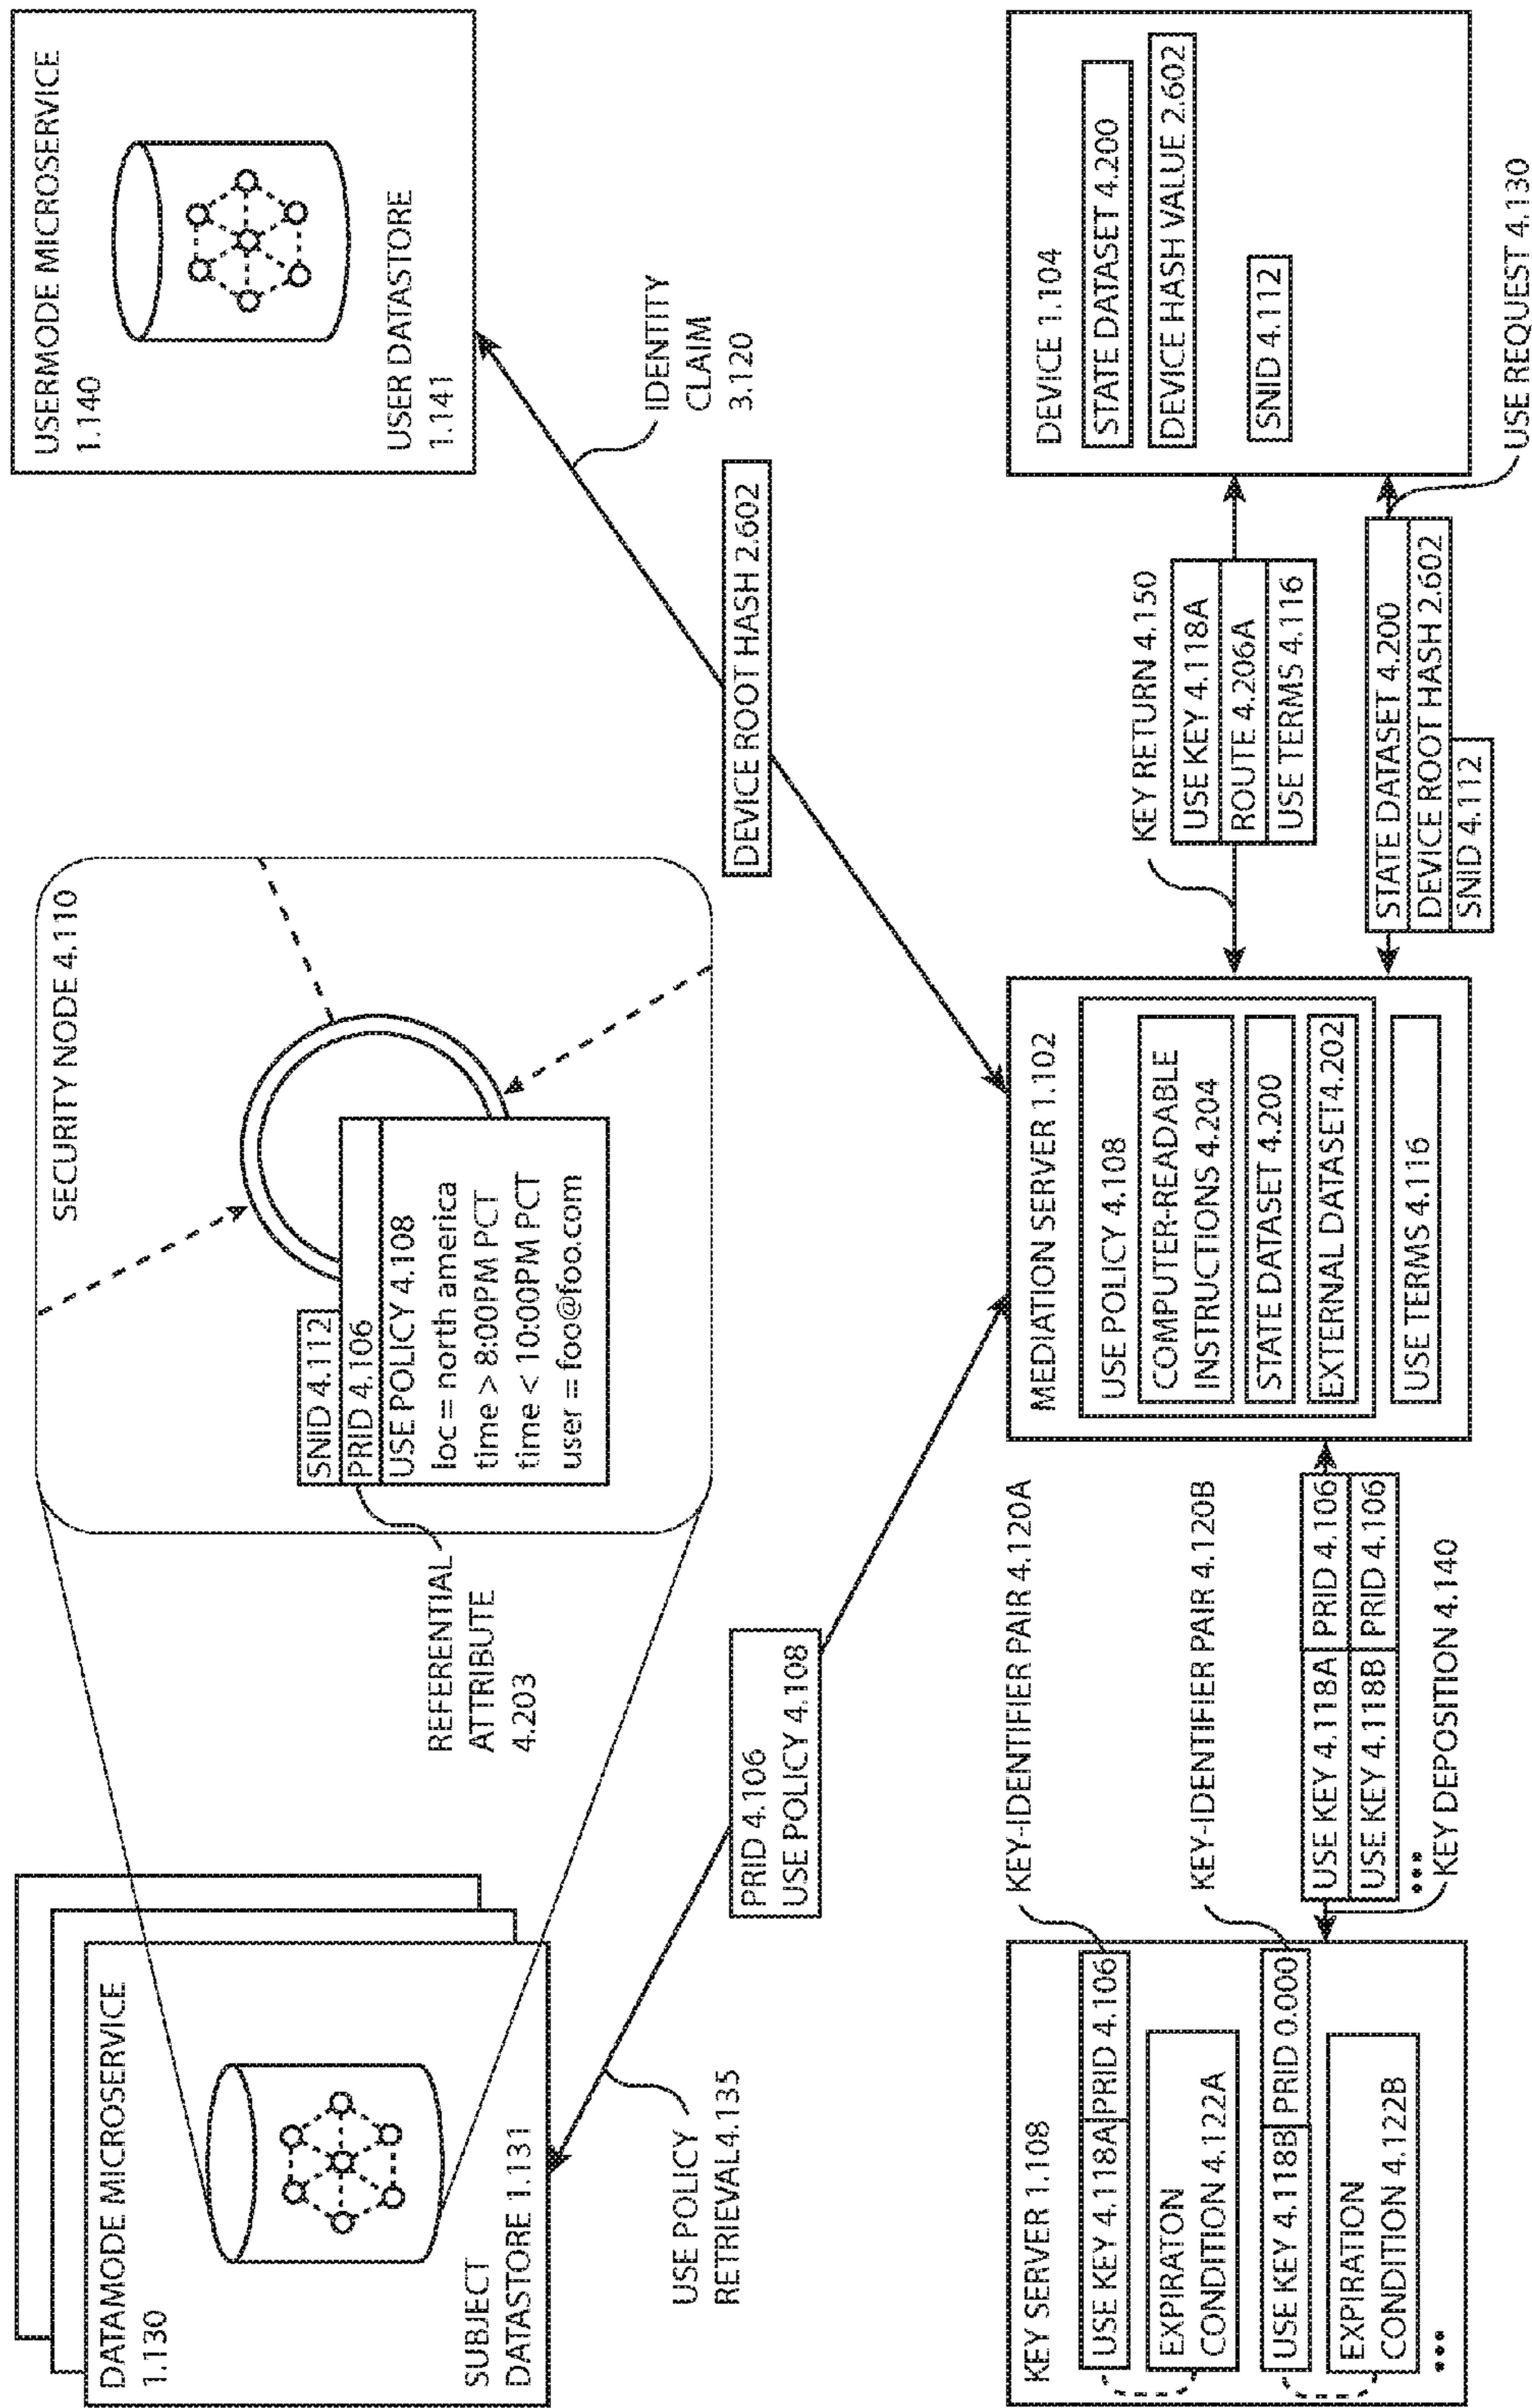 DATAMODE MICROSERVICE
1.130
SUBJECT
DATASTORE 1.131
SECURITY NODE 4.110
SNID 4.112
PRID 4.106
USE POLICY 4.108
loc = north america
time > 8:00PM PCT
time < 10:00PM PCT
user = foo@foo.com
REFERENTIAL
ATTRIBUTE
4.203
USERMODE MICROSERVICE
1.140
USER DATASTORE
1.141
USE POLICY
RETRIEVAL4.135
PRID 4.106
USE POLICY 4.108
DEVICE ROOT HASH 2.602
IDENTITY
CLAIM
3.120
KEY SERVER 1.108
USE KEY 4.118A
PRID 4.106
EXPIRATON
CONDITION 4.122A
USE KEY 4.118B
PRID 0.000
EXPIRATION
CONDITION 4.122B
•••
KEY-IDENTIFIER PAIR 4.120A
KEY-IDENTIFIER PAIR 4.120B
USE KEY 4.118A
PRID 4.106
USE KEY 4.118B
PRID 4.106
•••
KEY DEPOSITION 4.140
MEDIATION SERVER 1.102
USE POLICY 4.108
COMPUTER-READABLE
INSTRUCTIONS 4.204
STATE DATASET 4.200
EXTERNAL DATASET4.202
USE TERMS 4.116
KEY RETURN 4.150
USE KEY 4.118A
ROUTE 4.206A
USE TERMS 4.116
STATE DATASET 4.200
DEVICE ROOT HASH 2.602
SNID 4.112
DEVICE 1.104
STATE DATASET 4.200
DEVICE HASH VALUE 2.602
SNID 4.112
USE REQUEST 4.130